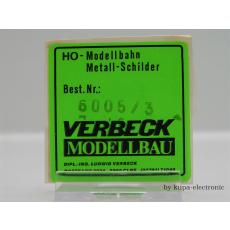 HO-Modellbahn
Metall-Schilder
Best.Nr.:
6005/3
VERBECK
MODELLBAU
DIPL.-ING. LUDWIG VERBECK
by kupa-electronic